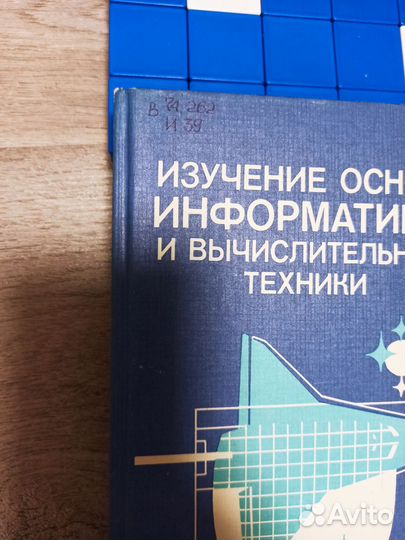 В 74.262
И 39
ИЗУЧЕНИЕ ОСН
ИНФОРМАТИ
И ВЫЧИСЛИТЕЛЬН
ТЕХНИКИ
Avito